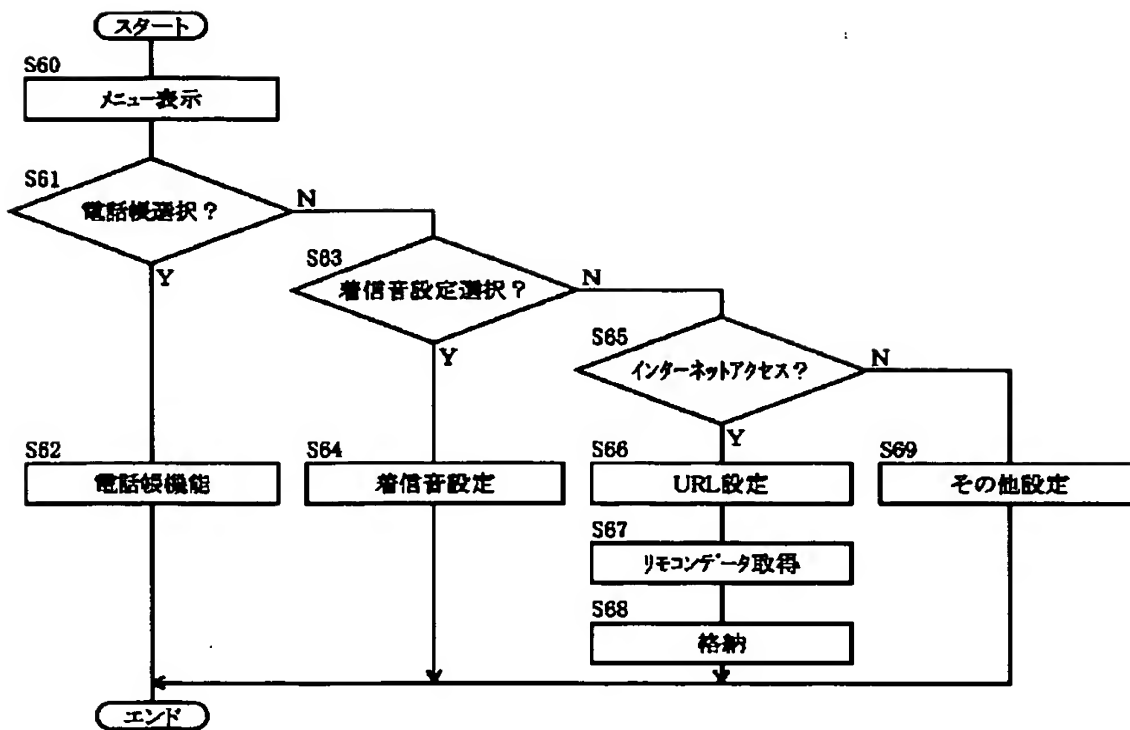 スタート
S60
メニュー表示
S61
電話帳選択?
N
Y
S63
着信音設定選択?
N
Y
S65
インターネットアクセス?
N
Y
S62
電話帳機能
S64
着信音設定
S66
URL設定
S69
その他設定
S67
リモコンデータ取得
S68
格納
エンド